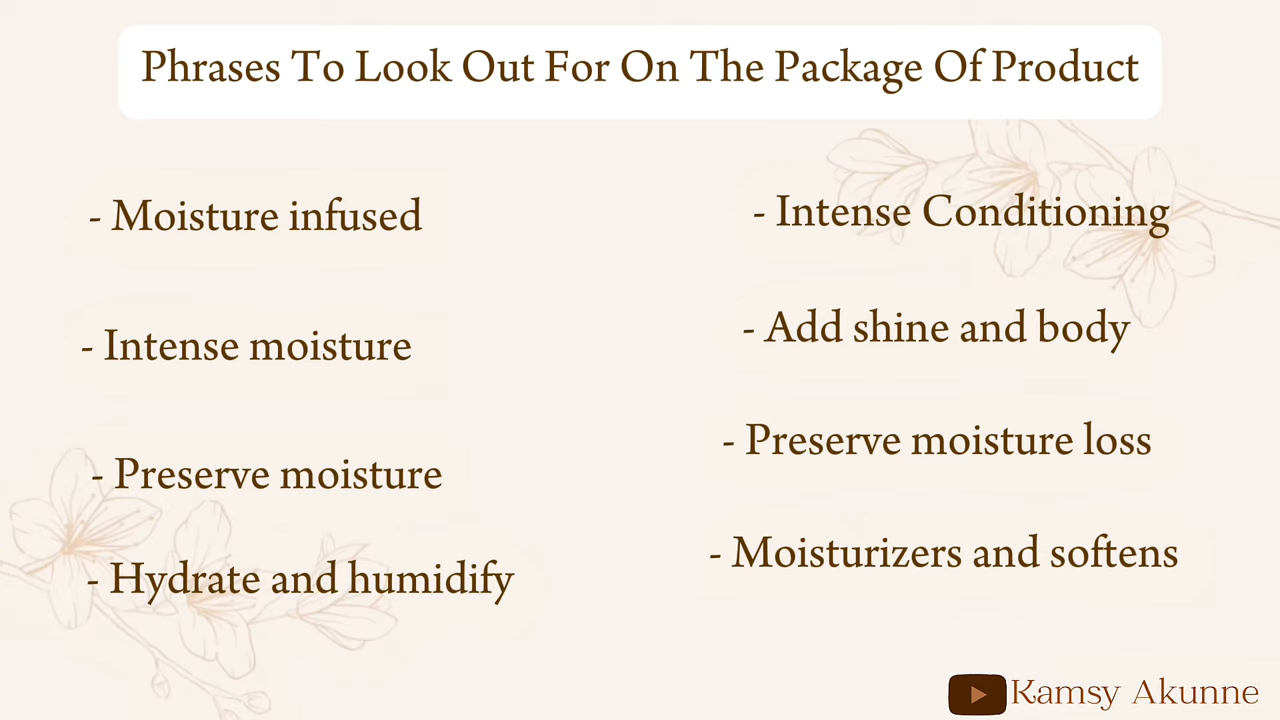 Phrases To Look Out For On The Package Of Product
- Moisture infused
- Intense moisture
- Preserve moisture
- Hydrate and humidify
- Intense Conditioning
- Add shine and body
- Preserve moisture loss
- Moisturizers and softens
Kamsy Akunne